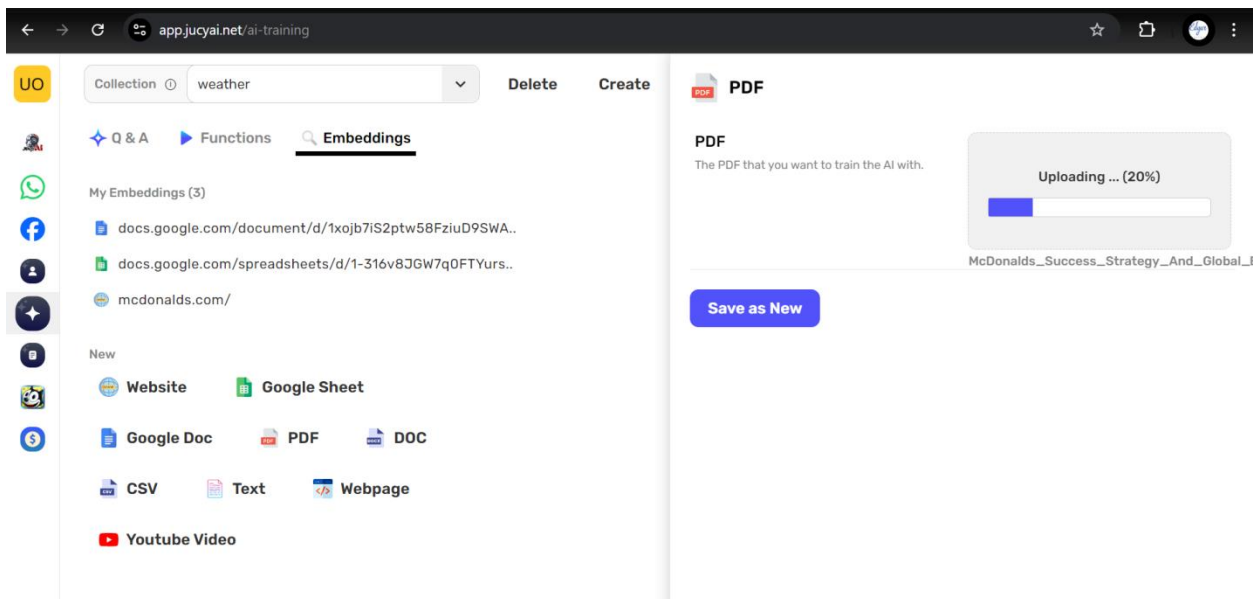 app.jucyai.net/ai-training
UO
Collection weather
Delete
Create
Q & A
Functions
Embeddings
My Embeddings (3)
docs.google.com/document/d/1xojb7iS2ptw58FziuD9SWA..
docs.google.com/spreadsheets/d/1-316v8JGW7q0FTYurs..
mcdonalds.com/
New
Website
Google Sheet
Google Doc
PDF
DOC
CSV
Text
Webpage
Youtube Video
PDF
PDF
The PDF that you want to train the AI with.
Uploading ... (20%)
McDonalds_Success_Strategy_And_Global_
Save as New